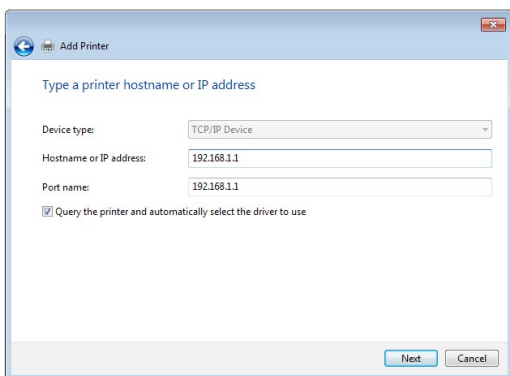 Add Printer
Type a printer hostname or IP address
Device type: TCP/IP Device
Hostname or IP address: 192.168.1.1
Port name: 192.168.1.1
Query the printer and automatically select the driver to use
Next Cancel